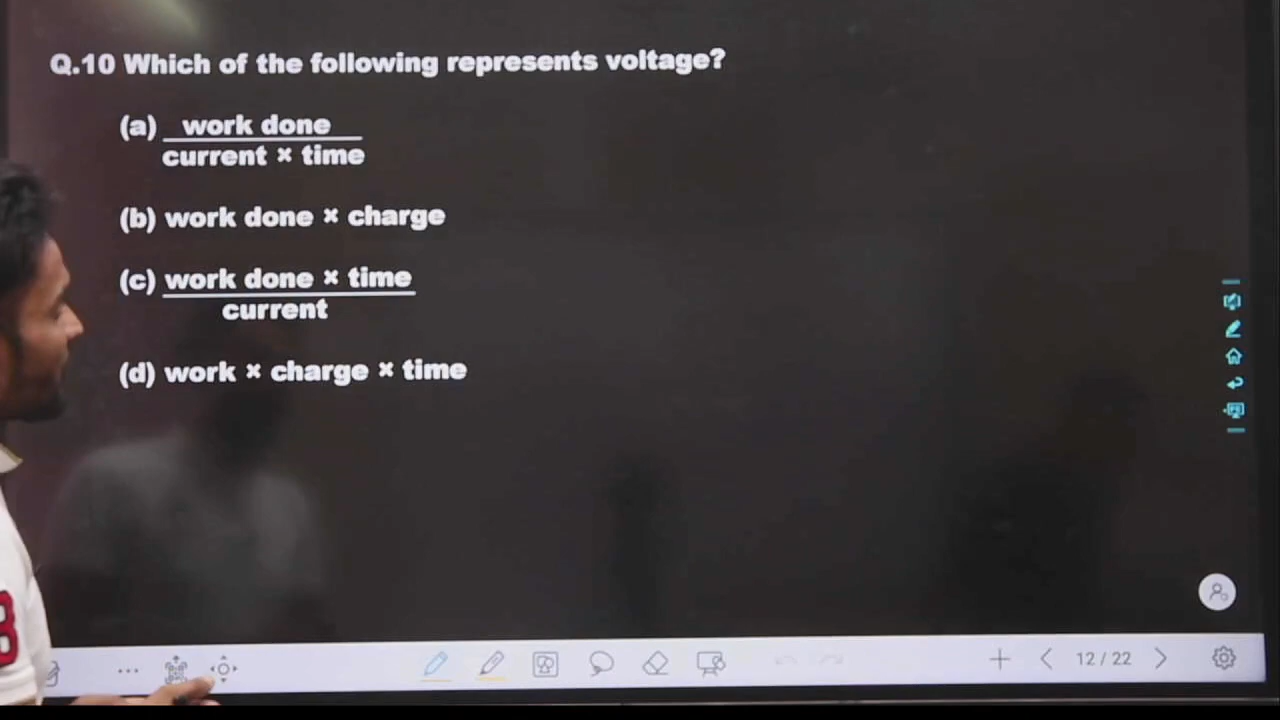 Q.10 Which of the following represents voltage?
(a) work done
current × time
(b) work done × charge
(c) work done × time
current
(d) work × charge × time
12 / 22
8